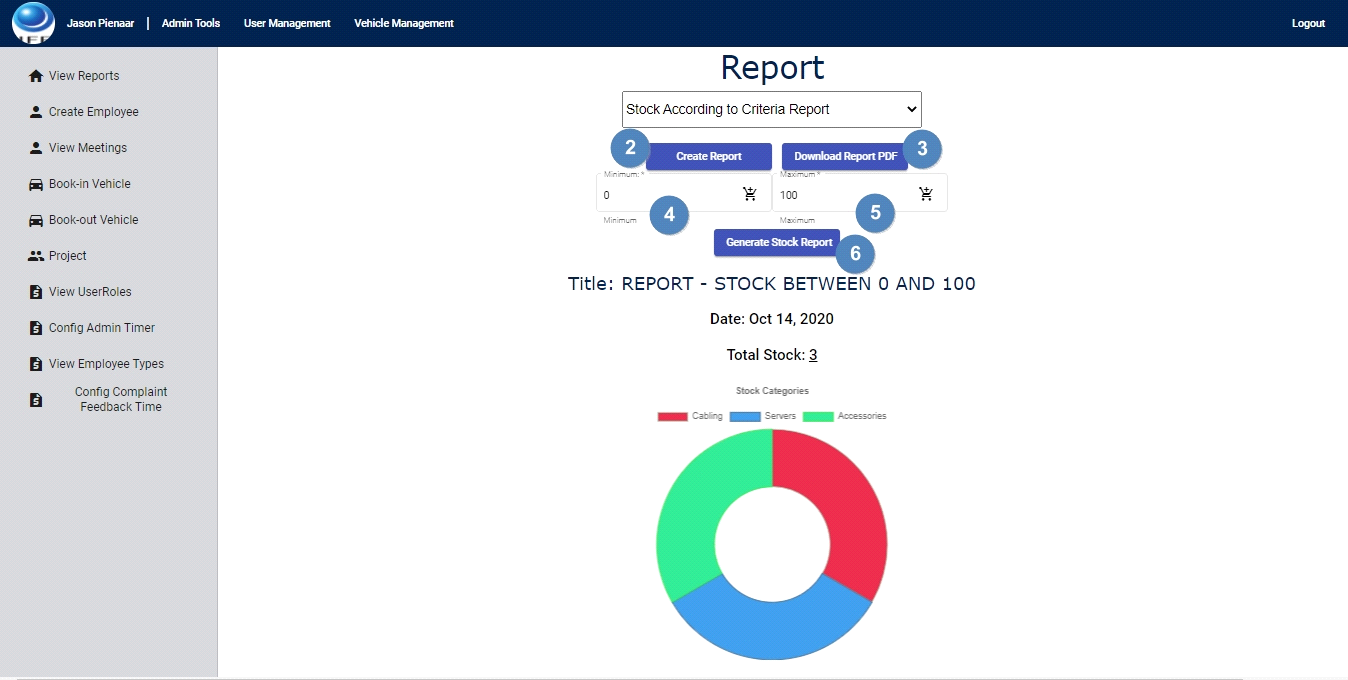 Jason Pienaar | Admin Tools User Management Vehicle Management Logout
View Reports
Create Employee
View Meetings
Book-in Vehicle
Book-out Vehicle
Project
View UserRoles
Config Admin Timer
View Employee Types
Config Complaint
Feedback Time
Report
Stock According to Criteria Report
2 Create Report Download Report PDF 3
Minimum: * Maximum *
0 100
4 5
Minimum Maximum
Generate Stock Report 6
Title: REPORT - STOCK BETWEEN 0 AND 100
Date: Oct 14, 2020
Total Stock: 3
Stock Categories
Cabling Servers Accessories